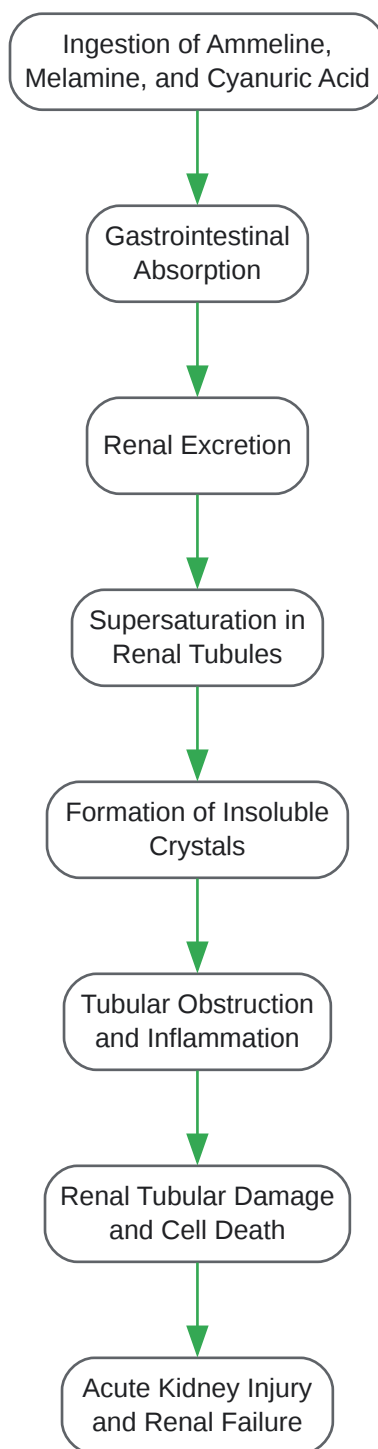 Ingestion of Ammeline,
Melamine, and Cyanuric Acid
Gastrointestinal
Absorption
Renal Excretion
Supersaturation in
Renal Tubules
Formation of Insoluble
Crystals
Tubular Obstruction
and Inflammation
Renal Tubular Damage
and Cell Death
Acute Kidney Injury
and Renal Failure